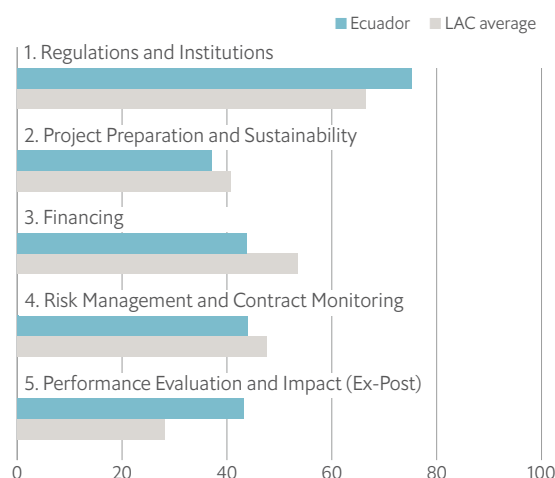 Ecuador LAC average
1. Regulations and Institutions
2. Project Preparation and Sustainability
3. Financing
4. Risk Management and Contract Monitoring
5. Performance Evaluation and Impact (Ex-Post)
0 20 40 60 80 100